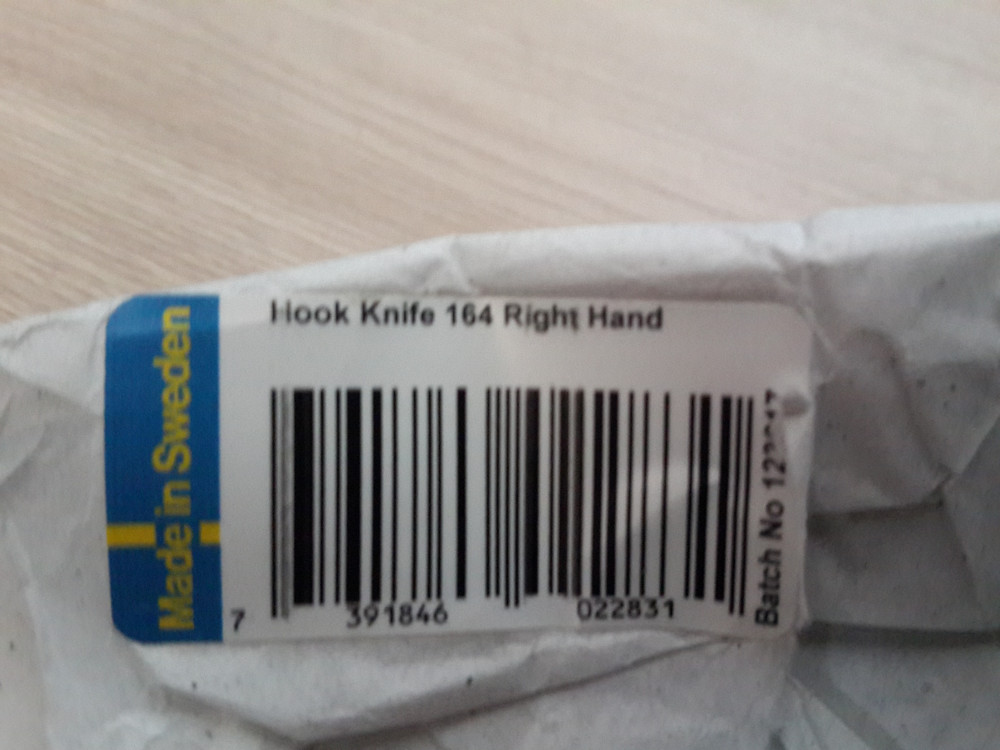 Hook Knife 164 Right Hand
Made in Sweden
7 391846 022831
Batch No